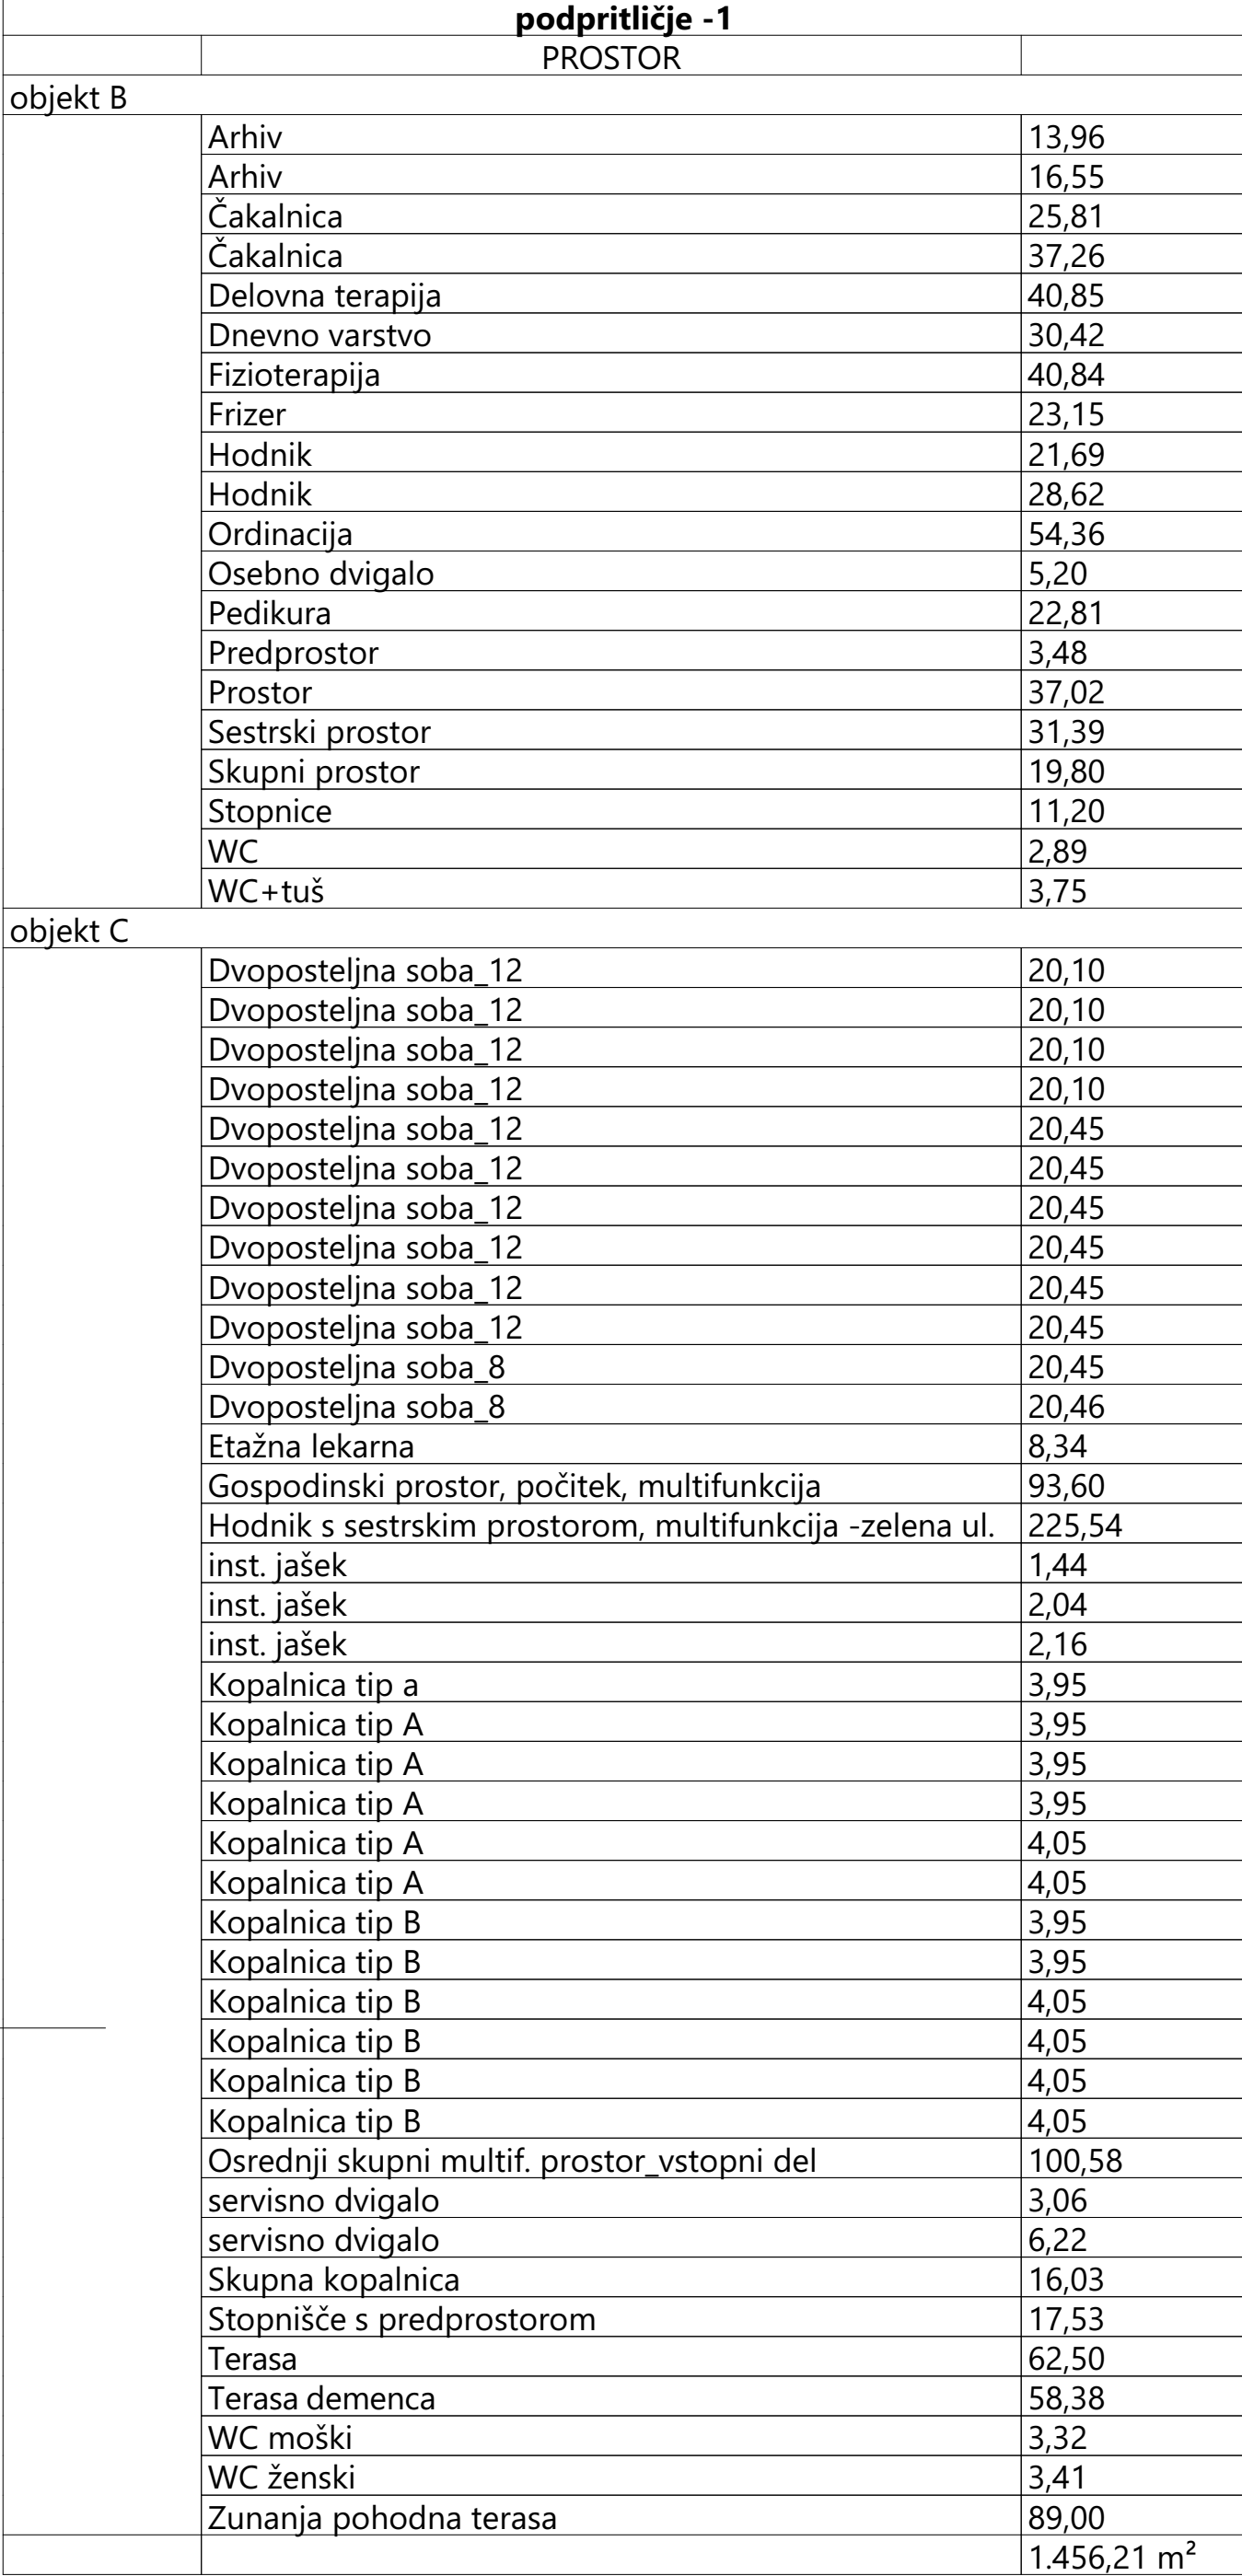 podpritličje -1
PROSTOR
objekt B
Arhiv 13,96
Arhiv 16,55
Čakalnica 25,81
Čakalnica 37,26
Delovna terapija 40,85
Dnevno varstvo 30,42
Fizioterapija 40,84
Frizer 23,15
Hodnik 21,69
Hodnik 28,62
Ordinacija 54,36
Osebno dvigalo 5,20
Pedikura 22,81
Predprostor 3,48
Prostor 37,02
Sestrski prostor 31,39
Skupni prostor 19,80
Stopnice 11,20
WC 2,89
WC+tuš 3,75
objekt C
Dvoposteljna soba_12 20,10
Dvoposteljna soba_12 20,10
Dvoposteljna soba_12 20,10
Dvoposteljna soba_12 20,10
Dvoposteljna soba_12 20,45
Dvoposteljna soba_12 20,45
Dvoposteljna soba_12 20,45
Dvoposteljna soba_12 20,45
Dvoposteljna soba_12 20,45
Dvoposteljna soba_12 20,45
Dvoposteljna soba_8 20,45
Dvoposteljna soba_8 20,46
Etažna lekarna 8,34
Gospodinski prostor, počitek, multifunkcija 93,60
Hodnik s sestrskim prostorom, multifunkcija -zelena ul. 225,54
inst. jašek 1,44
inst. jašek 2,04
inst. jašek 2,16
Kopalnica tip a 3,95
Kopalnica tip A 3,95
Kopalnica tip A 3,95
Kopalnica tip A 3,95
Kopalnica tip A 4,05
Kopalnica tip A 4,05
Kopalnica tip B 3,95
Kopalnica tip B 3,95
Kopalnica tip B 4,05
Kopalnica tip B 4,05
Kopalnica tip B 4,05
Kopalnica tip B 4,05
Osrednji skupni multif. prostor_vstopni del 100,58
servisno dvigalo 3,06
servisno dvigalo 6,22
Skupna kopalnica 16,03
Stopnišče s predprostorom 17,53
Terasa 62,50
Terasa demenca 58,38
WC moški 3,32
WC ženski 3,41
Zunanja pohodna terasa 89,00
1.456,21 m²